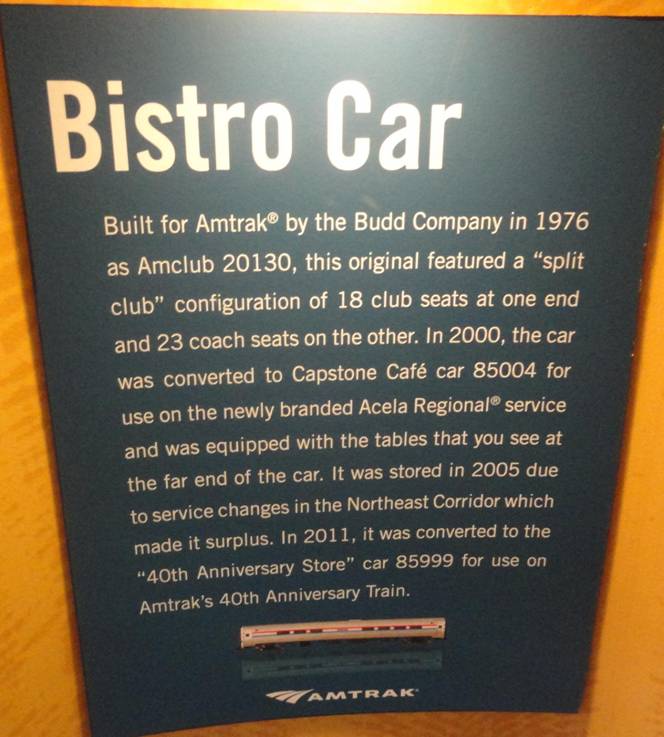 Bistro Car
Built for Amtrak® by the Budd Company in 1976
as Amclub 20130, this original featured a “split
club” configuration of 18 club seats at one end
and 23 coach seats on the other. In 2000, the car
was converted to Capstone Café car 85004 for
use on the newly branded Acela Regional® service
and was equipped with the tables that you see at
the far end of the car. It was stored in 2005 due
to service changes in the Northeast Corridor which
made it surplus. In 2011, it was converted to the
“40th Anniversary Store” car 85999 for use on
Amtrak's 40th Anniversary Train.
AMTRAK®